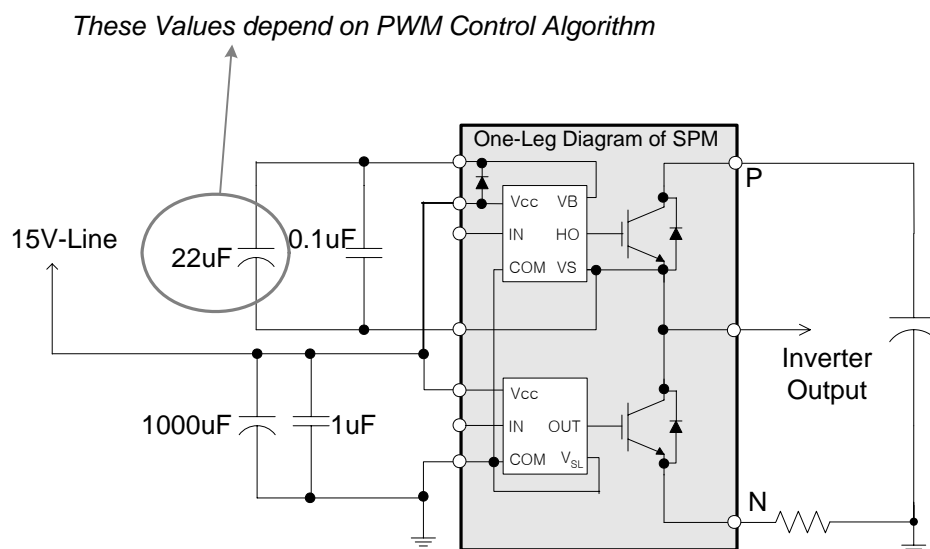 These Values depend on PWM Control Algorithm
One-Leg Diagram of SPM
P
Vcc VB
15V-Line
22uF
0.1uF
IN HO
COM VS
Inverter
Output
Vcc
1000uF
1uF
IN OUT
COM VSL
N